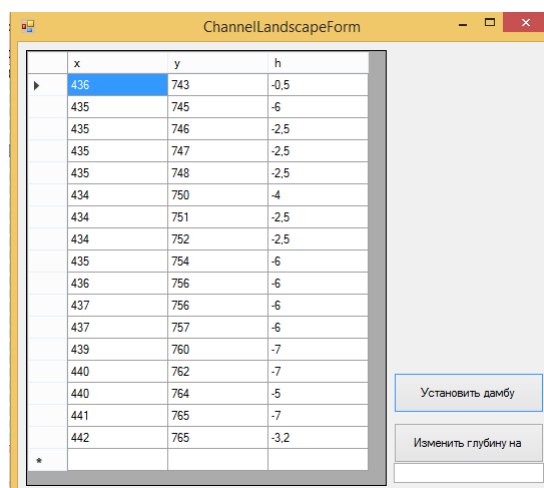 ChannelLandscapeForm
x y h
436 743 -0,5
435 745 -6
435 746 -2,5
435 747 -2,5
435 748 -2,5
434 750 -4
434 751 -2,5
434 752 -2,5
435 754 -6
436 756 -6
437 756 -6
437 757 -6
439 760 -7
440 762 -7
440 764 -5
441 765 -7
442 765 -3,2
Установить дамбу
Изменить глубину на